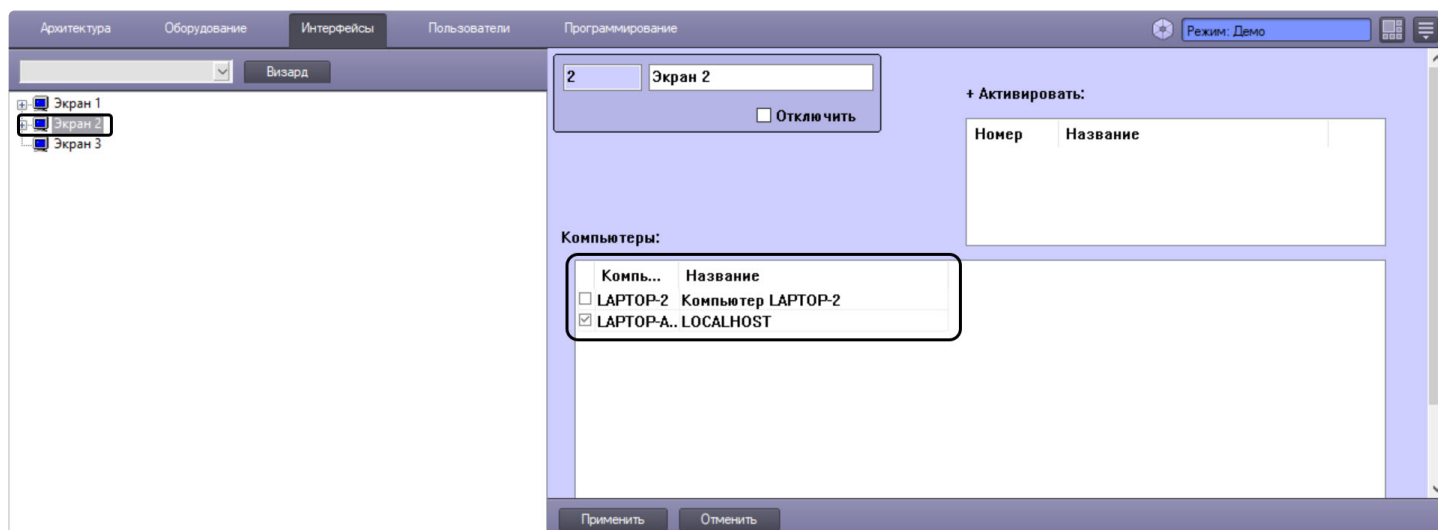 Архитектура Оборудование Интерфейсы Пользователи Программирование Режим: Демо
Визард
Экран 1
Экран 2
Экран 3
2 Экран 2
Отключить
+ Активировать:
Номер Название
Компьютеры:
Компь... Название
LAPTOP-2 Компьютер LAPTOP-2
LAPTOP-A.. LOCALHOST
Применить Отменить